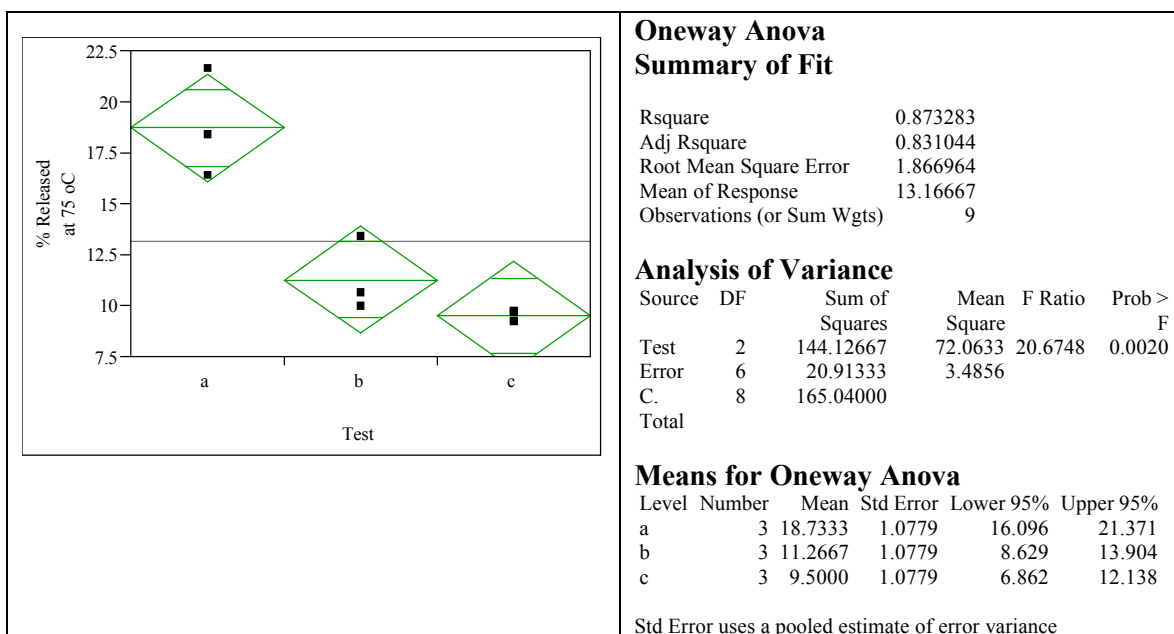 22.5
20
17.5
15
12.5
10
7.5
% Released
at 75 oC
a b c
Test
Oneway Anova
Summary of Fit
Rsquare 0.873283
Adj Rsquare 0.831044
Root Mean Square Error 1.866964
Mean of Response 13.16667
Observations (or Sum Wgts) 9
Analysis of Variance
Source DF Sum of Mean F Ratio Prob >
Squares Square F
Test 2 144.12667 72.0633 20.6748 0.0020
Error 6 20.91333 3.4856
C. 8 165.04000
Total
Means for Oneway Anova
Level Number Mean Std Error Lower 95% Upper 95%
a 3 18.7333 1.0779 16.096 21.371
b 3 11.2667 1.0779 8.629 13.904
c 3 9.5000 1.0779 6.862 12.138
Std Error uses a pooled estimate of error variance